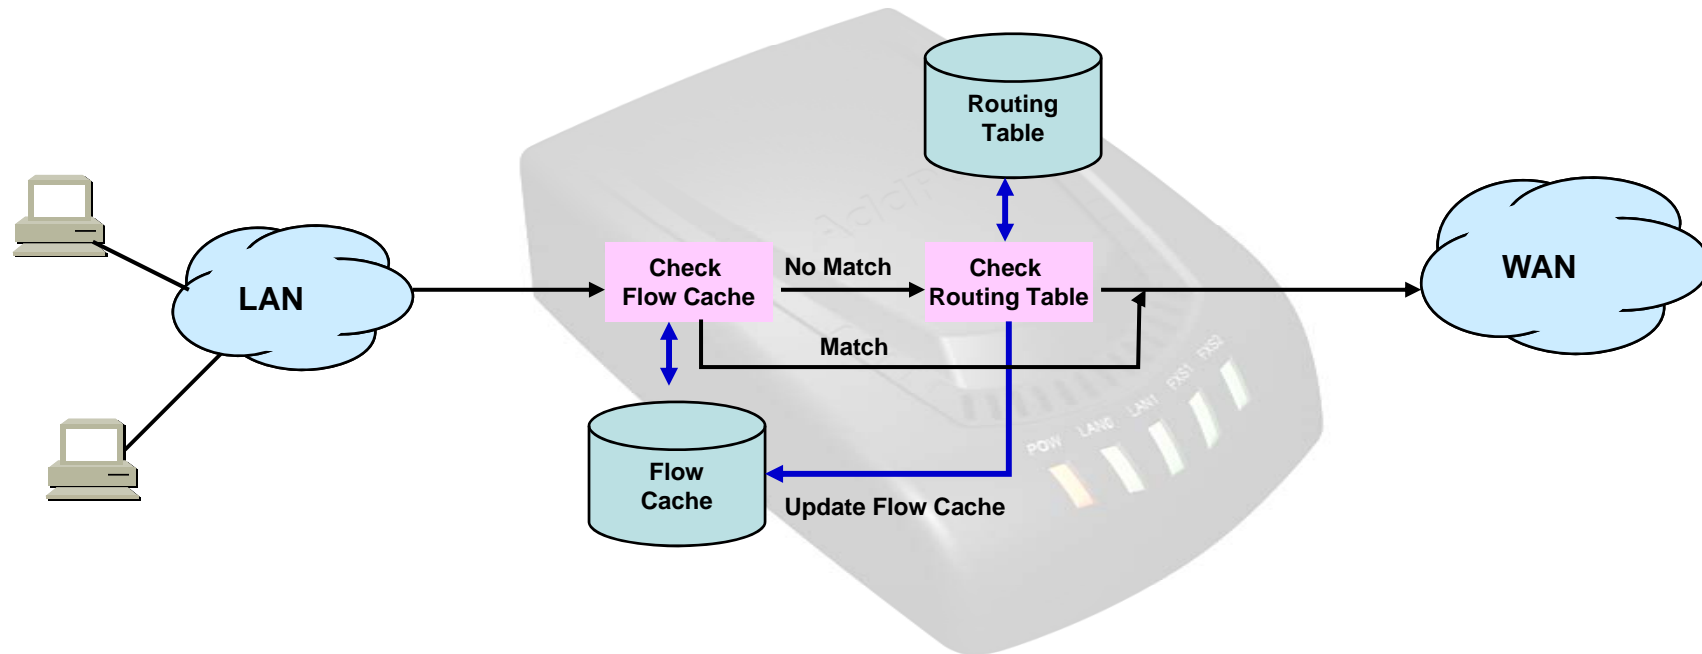 Routing
Table
LAN
Check
Flow Cache
No Match
Check
Routing Table
WAN
Match
Flow
Cache
Update Flow Cache
POW
LAN0
LAN1
FXS1
FXS2